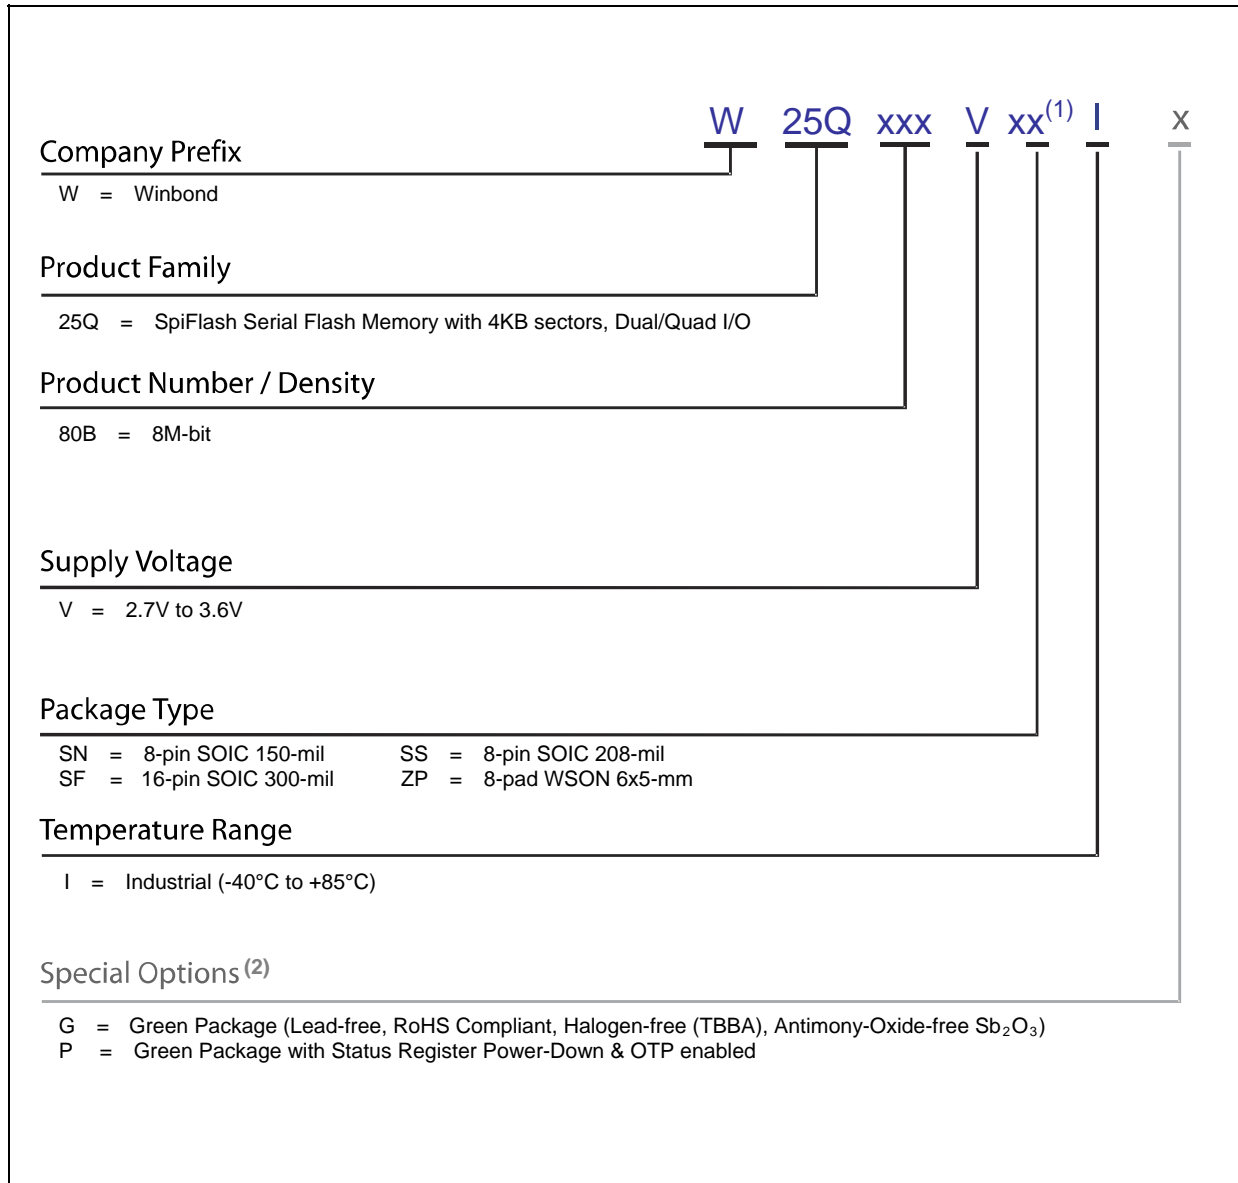 W 25Q xxx V xx(1) I x
Company Prefix
W = Winbond
Product Family
25Q = SpiFlash Serial Flash Memory with 4KB sectors, Dual/Quad I/O
Product Number / Density
80B = 8M-bit
Supply Voltage
V = 2.7V to 3.6V
Package Type
SN = 8-pin SOIC 150-mil SS = 8-pin SOIC 208-mil
SF = 16-pin SOIC 300-mil ZP = 8-pad WSON 6x5-mm
Temperature Range
I = Industrial (-40°C to +85°C)
Special Options (2)
G = Green Package (Lead-free, RoHS Compliant, Halogen-free (TBBA), Antimony-Oxide-free Sb₂O₃)
P = Green Package with Status Register Power-Down & OTP enabled